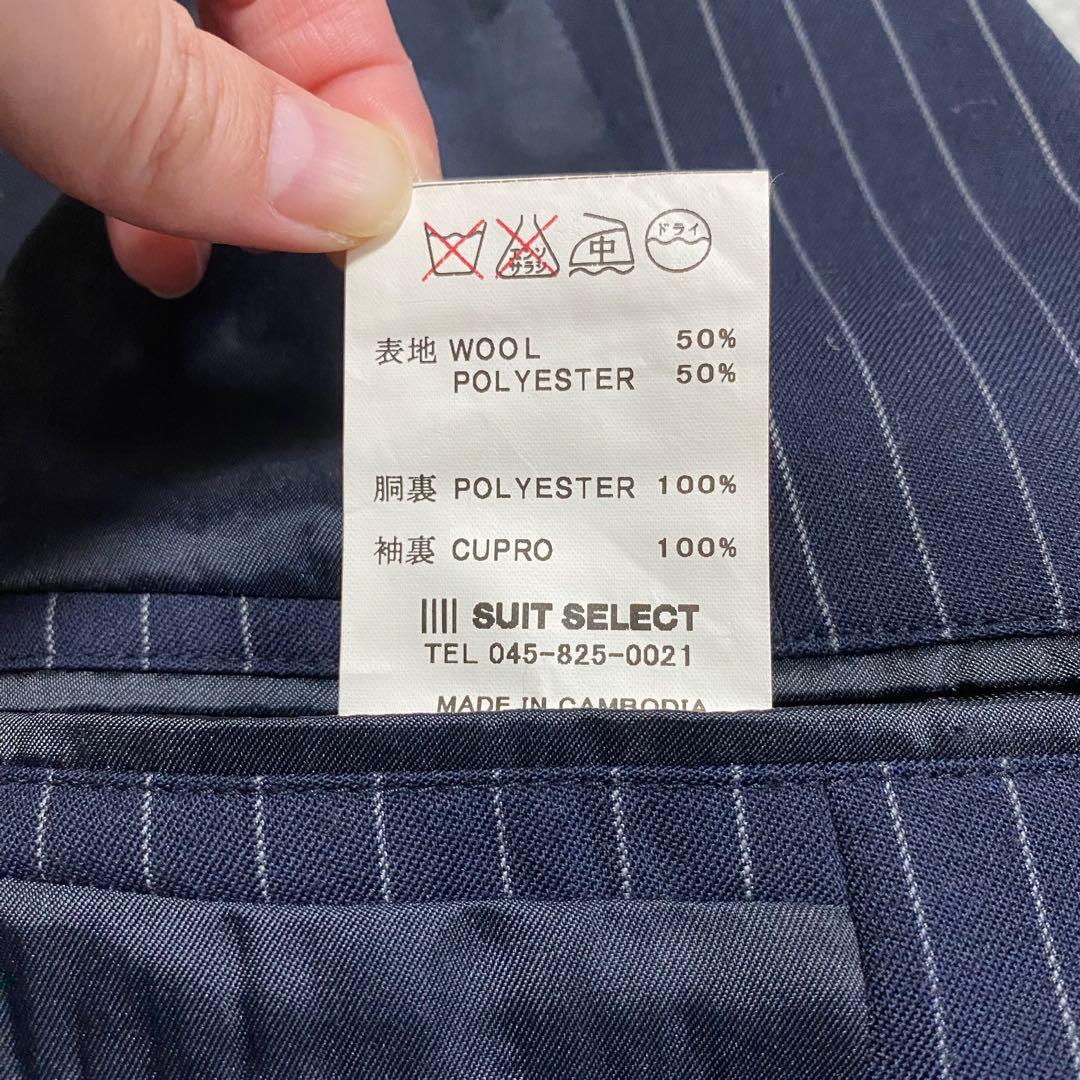 エンソ
サラシ
中
ドライ
表地 WOOL 50%
POLYESTER 50%
胴裏 POLYESTER 100%
袖裏 CUPRO 100%
SUIT SELECT
TEL 045-825-0021
MADE IN CAMBODIA